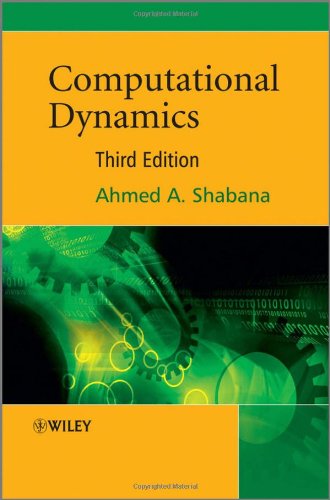 Computational
Dynamics
Third Edition
Ahmed A. Shabana
WILEY